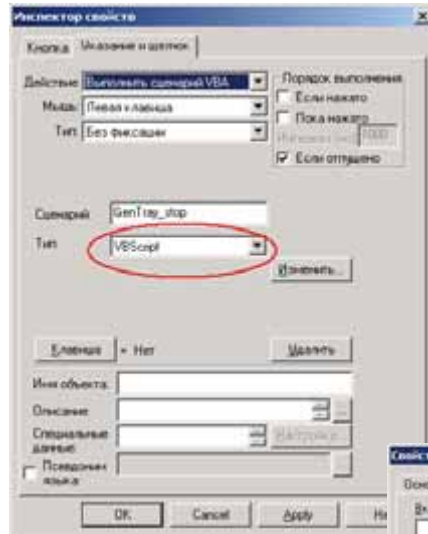 Инспектор свойств
Кнопка Указание и щелчок
Действие Выполнить сценарий VBA
Порядок выполнения
Мышь Левая клавиша
Если нажато
Пока нажато
Тип Без фиксации
1000
Если отпущено
Сценарий GenTray_stop
Тип VBScript
Изменить...
Клавиша = Нет
Удалить
Имя объекта:
Описание
Специальные данные
Настройка...
Псевдоним языка
OK Cancel Apply